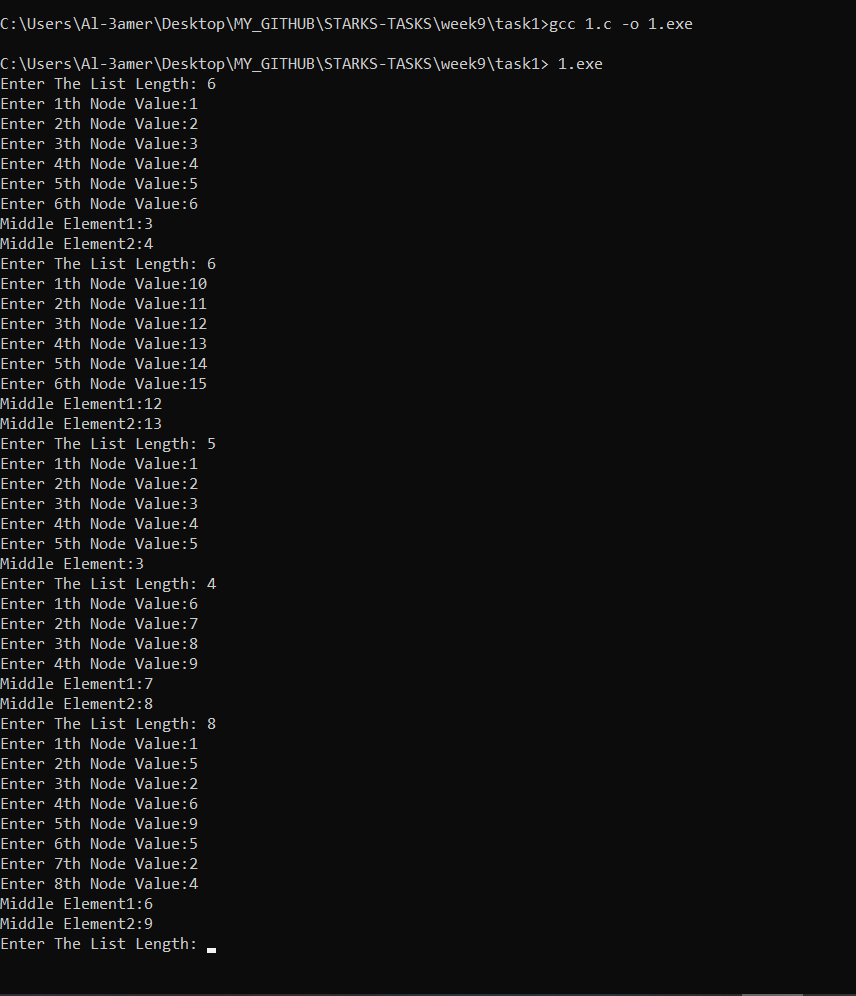 C:\Users\Al-3amer\Desktop\MY_GITHUB\STARKS-TASKS\week9\task1>gcc 1.c -o 1.exe
C:\Users\Al-3amer\Desktop\MY_GITHUB\STARKS-TASKS\week9\task1> 1.exe
Enter The List Length: 6
Enter 1th Node Value:1
Enter 2th Node Value:2
Enter 3th Node Value:3
Enter 4th Node Value:4
Enter 5th Node Value:5
Enter 6th Node Value:6
Middle Element1:3
Middle Element2:4
Enter The List Length: 6
Enter 1th Node Value:10
Enter 2th Node Value:11
Enter 3th Node Value:12
Enter 4th Node Value:13
Enter 5th Node Value:14
Enter 6th Node Value:15
Middle Element1:12
Middle Element2:13
Enter The List Length: 5
Enter 1th Node Value:1
Enter 2th Node Value:2
Enter 3th Node Value:3
Enter 4th Node Value:4
Enter 5th Node Value:5
Middle Element:3
Enter The List Length: 4
Enter 1th Node Value:6
Enter 2th Node Value:7
Enter 3th Node Value:8
Enter 4th Node Value:9
Middle Element1:7
Middle Element2:8
Enter The List Length: 8
Enter 1th Node Value:1
Enter 2th Node Value:5
Enter 3th Node Value:2
Enter 4th Node Value:6
Enter 5th Node Value:9
Enter 6th Node Value:5
Enter 7th Node Value:2
Enter 8th Node Value:4
Middle Element1:6
Middle Element2:9
Enter The List Length: